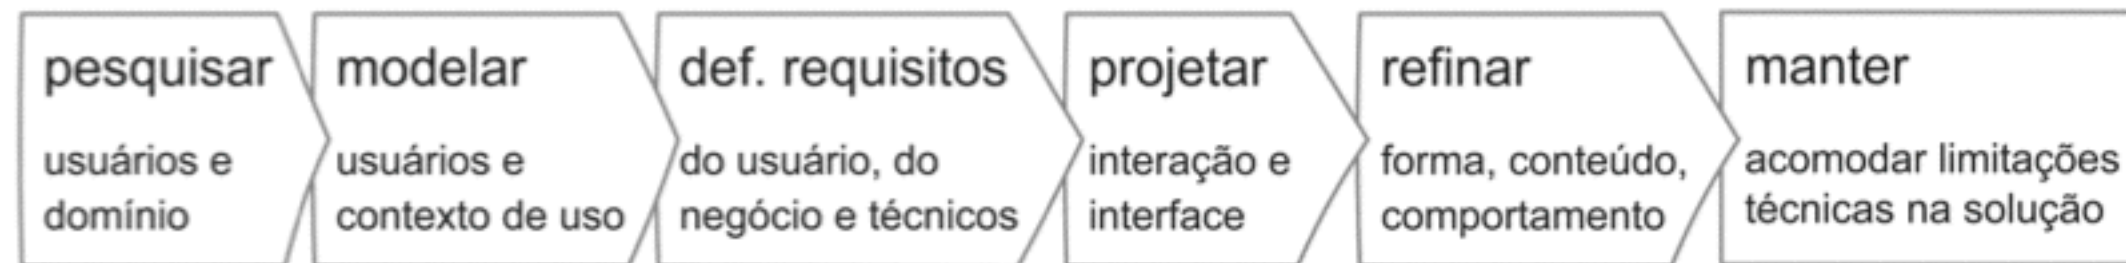 pesquisar
usuários e
domínio
modelar
usuários e
contexto de uso
def. requisitos
do usuário, do
negócio e técnicos
projetar
interação e
interface
refinar
forma, conteúdo,
comportamento
manter
acomodar limitações
técnicas na solução